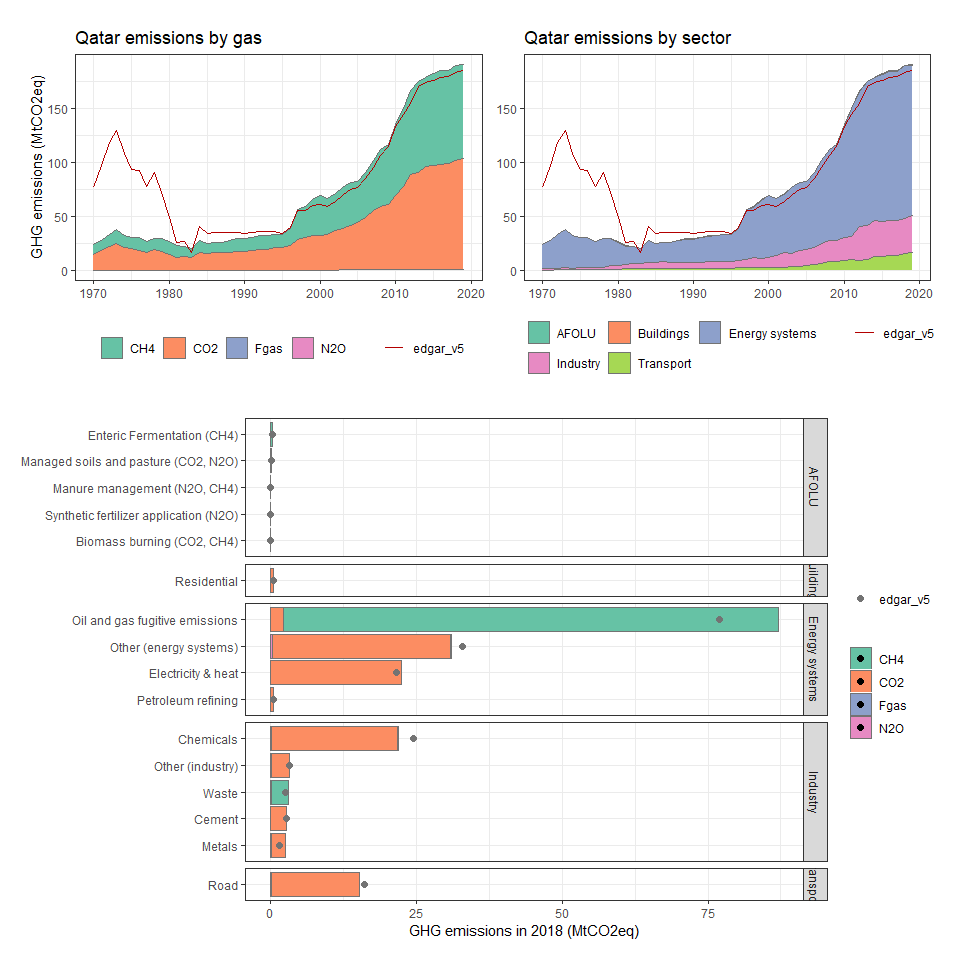 Qatar emissions by gas
Qatar emissions by sector
GHG emissions (MtCO2eq)
150
100
50
0
1970
1980
1990
2000
2010
2020
150
100
50
0
1970
1980
1990
2000
2010
2020
CH4
CO2
Fgas
N2O
edgar_v5
AFOLU
Buildings
Energy systems
edgar_v5
Industry
Transport
Enteric Fermentation (CH4)
Managed soils and pasture (CO2, N2O)
Manure management (N2O, CH4)
Synthetic fertilizer application (N2O)
Biomass burning (CO2, CH4)
AFOLU
Residential
uilding
Oil and gas fugitive emissions
Other (energy systems)
Electricity & heat
Petroleum refining
Energy systems
Chemicals
Other (industry)
Waste
Cement
Metals
Industry
Road
anspo
0
25
50
75
GHG emissions in 2018 (MtCO2eq)
edgar_v5
CH4
CO2
Fgas
N2O